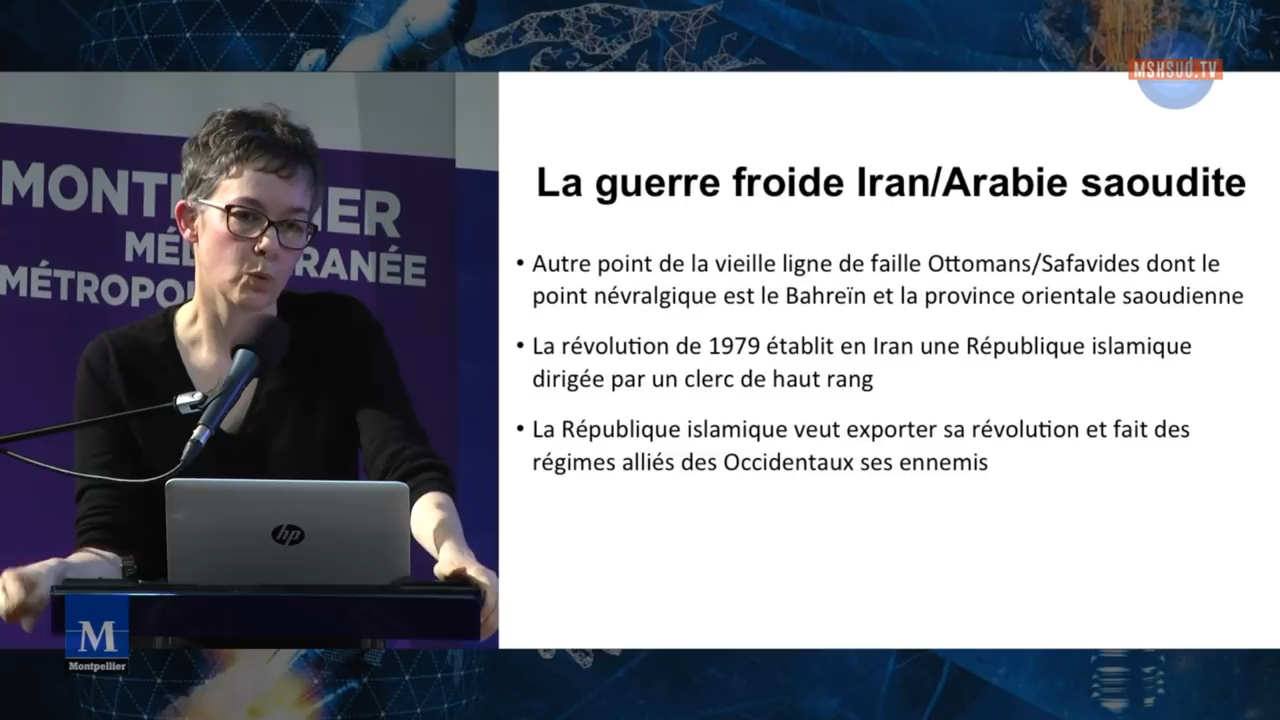 MSHSUD.TV
MONT ER
MÉ RANÉE
MÉTROPO
hp
M
Montpellier
La guerre froide Iran/Arabie saoudite
• Autre point de la vieille ligne de faille Ottomans/Safavides dont le
point névralgique est le Bahreïn et la province orientale saoudienne
• La révolution de 1979 établit en Iran une République islamique
dirigée par un clerc de haut rang
• La République islamique veut exporter sa révolution et fait des
régimes alliés des Occidentaux ses ennemis